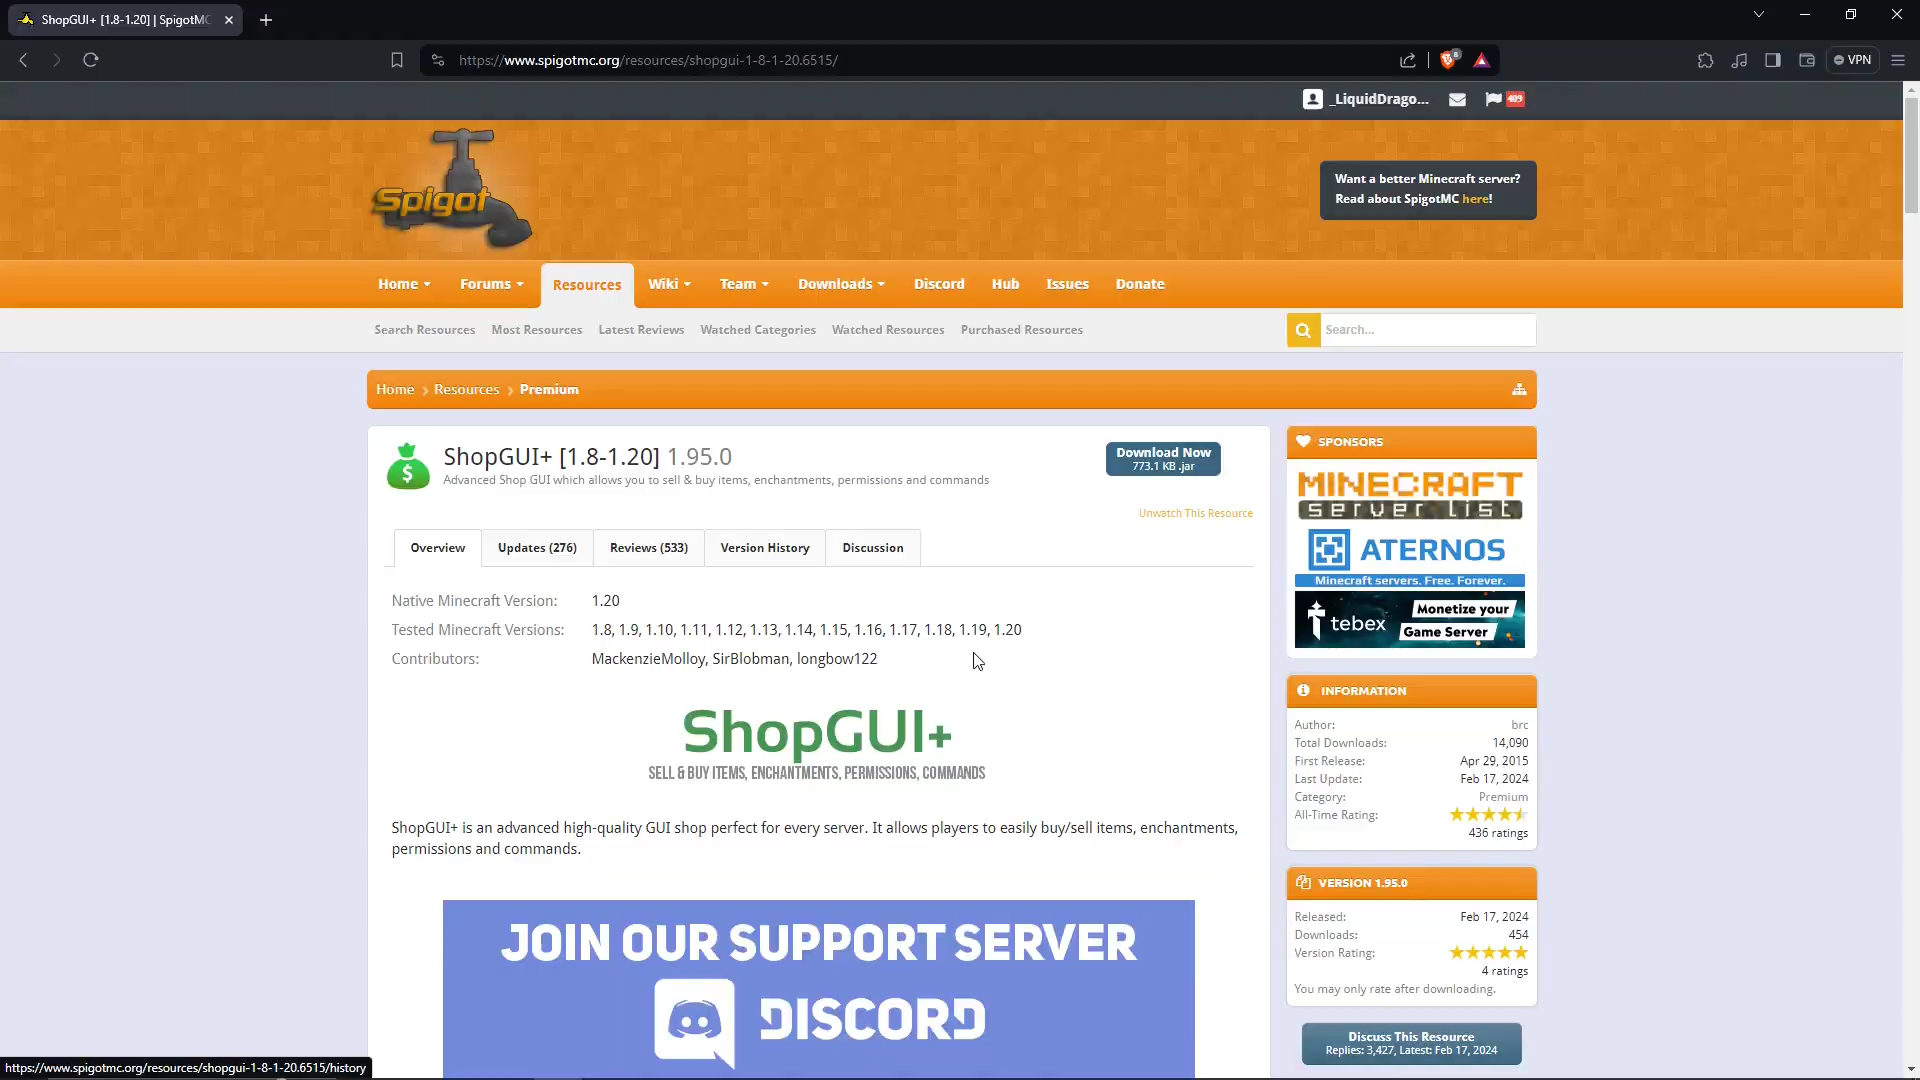 ShopGUI+ [1.8-1.20] | SpigotMC
https://www.spigotmc.org/resources/shopgui-1-8-1-20.6515/
VPN
_LiquidDrago...
409
Spigot
Want a better Minecraft server?
Read about SpigotMC here!
Home
Forums
Resources
Wiki
Team
Downloads
Discord
Hub
Issues
Donate
Search Resources
Most Resources
Latest Reviews
Watched Categories
Watched Resources
Purchased Resources
Search...
Home
Resources
Premium
ShopGUI+ [1.8-1.20] 1.95.0
Advanced Shop GUI which allows you to sell & buy items, enchantments, permissions and commands
Download Now
773.1 KB .jar
Unwatch This Resource
Overview
Updates (276)
Reviews (533)
Version History
Discussion
Native Minecraft Version: 1.20
Tested Minecraft Versions: 1.8, 1.9, 1.10, 1.11, 1.12, 1.13, 1.14, 1.15, 1.16, 1.17, 1.18, 1.19, 1.20
Contributors: MackenzieMolloy, SirBlobman, longbow122
ShopGUI+
SELL & BUY ITEMS, ENCHANTMENTS, PERMISSIONS, COMMANDS
ShopGUI+ is an advanced high-quality GUI shop perfect for every server. It allows players to easily buy/sell items, enchantments,
permissions and commands.
JOIN OUR SUPPORT SERVER
DISCORD
SPONSORS
MINECRAFT
server list
ATERNOS
Minecraft servers. Free. Forever.
tebex
Monetize your
Game Server
INFORMATION
Author: brc
Total Downloads: 14,090
First Release: Apr 29, 2015
Last Update: Feb 17, 2024
Category: Premium
All-Time Rating:
436 ratings
VERSION 1.95.0
Released: Feb 17, 2024
Downloads: 454
Version Rating:
4 ratings
You may only rate after downloading.
Discuss This Resource
Replies: 3,427, Latest: Feb 17, 2024
https://www.spigotmc.org/resources/shopgui-1-8-1-20.6515/history